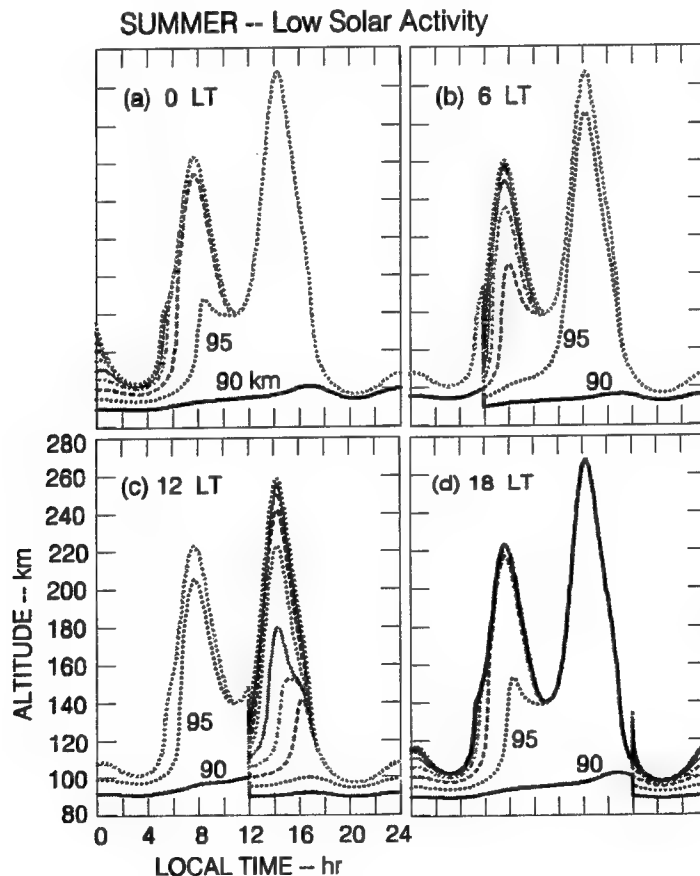 SUMMER -- Low Solar Activity
(a) 0 LT
(b) 6 LT
95
90 km
95
90
280
260
240
220
200
180
160
140
120
100
80
ALTITUDE -- km
(c) 12 LT
(d) 18 LT
95
90
95
90
0 4 8 12 16 20 24
LOCAL TIME -- hr